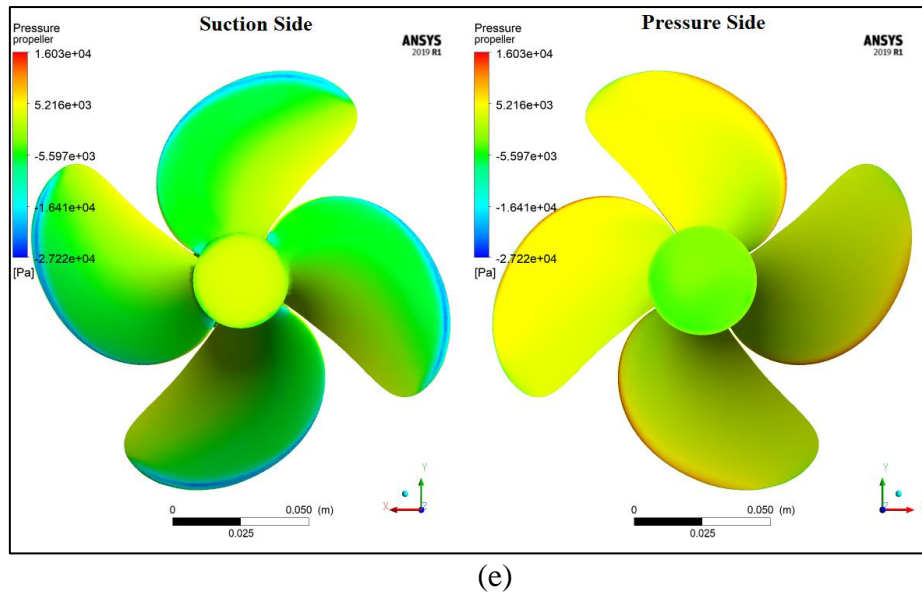 Suction Side
Pressure
propeller
ANSYS
2019 R1
1.603e+04
5.216e+03
-5.597e+03
-1.641e+04
-2.722e+04
[Pa]
Y
X
Z
0
0.050 (m)
0.025
Pressure Side
Pressure
propeller
ANSYS
2019 R1
1.603e+04
5.216e+03
-5.597e+03
-1.641e+04
-2.722e+04
[Pa]
Y
Z
0
0.050 (m)
0.025
(e)